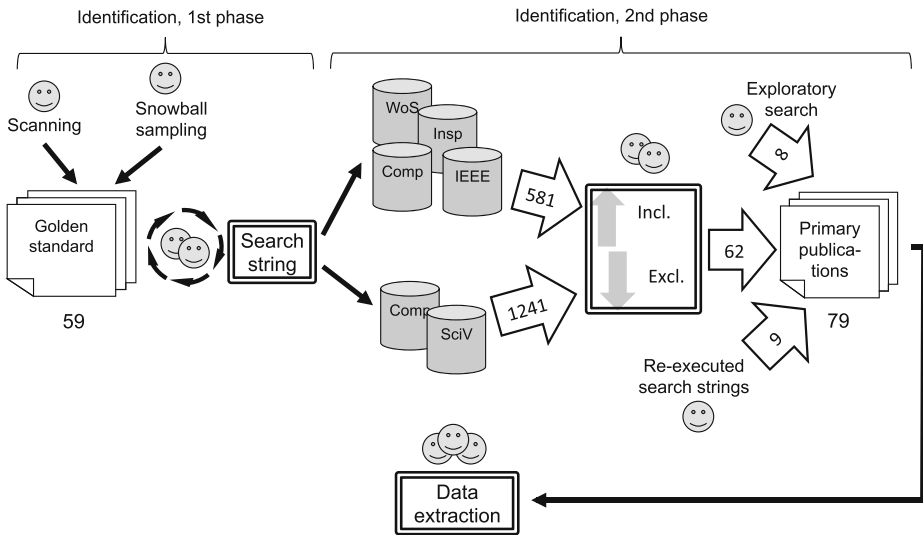 Identification, 1st phase
Identification, 2nd phase
Scanning
Snowball
sampling
Golden
standard
59
Search
string
WoS
Insp
Comp
IEEE
Comp
SciV
581
1241
Incl.
Excl.
62
Exploratory
search
8
Primary
publica-
tions
79
9
Re-executed
search strings
Data
extraction